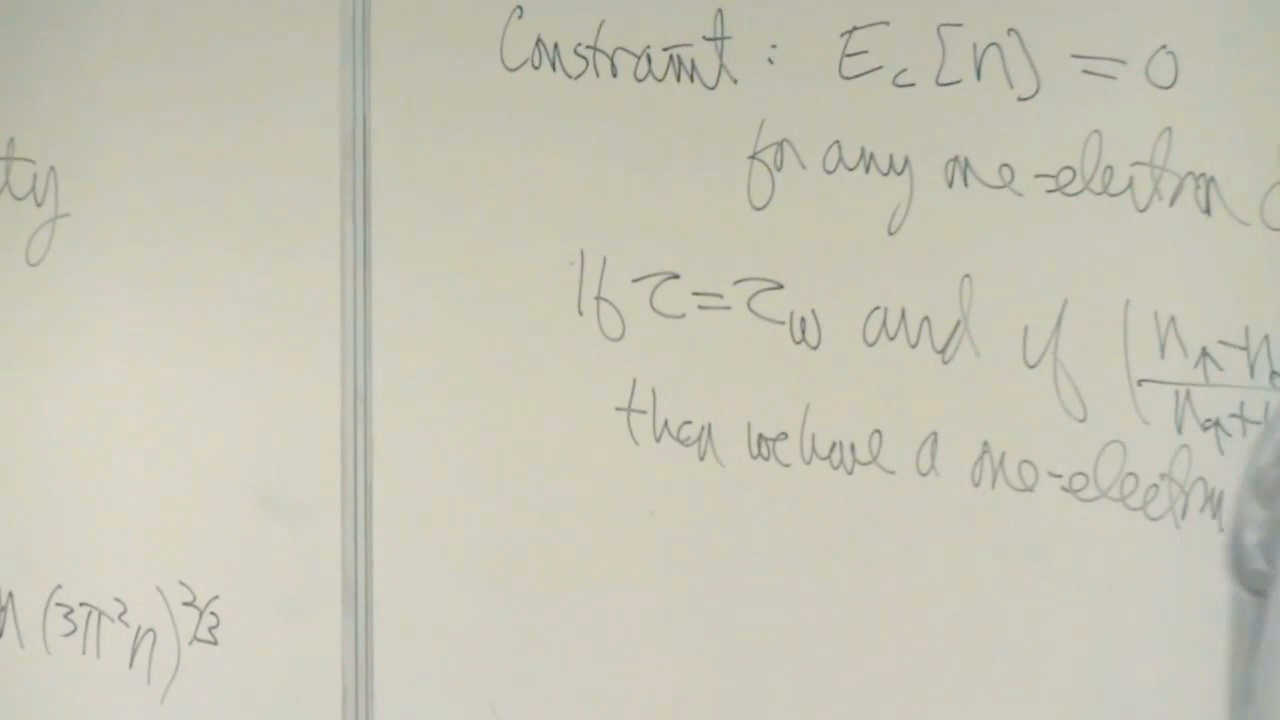 ty
(3π²n)^2/3
Constraint : E_c[n] = 0
for any one-electron
If τ = τ_W and if | n↑ - n
n↑ +
then we have a one-electron